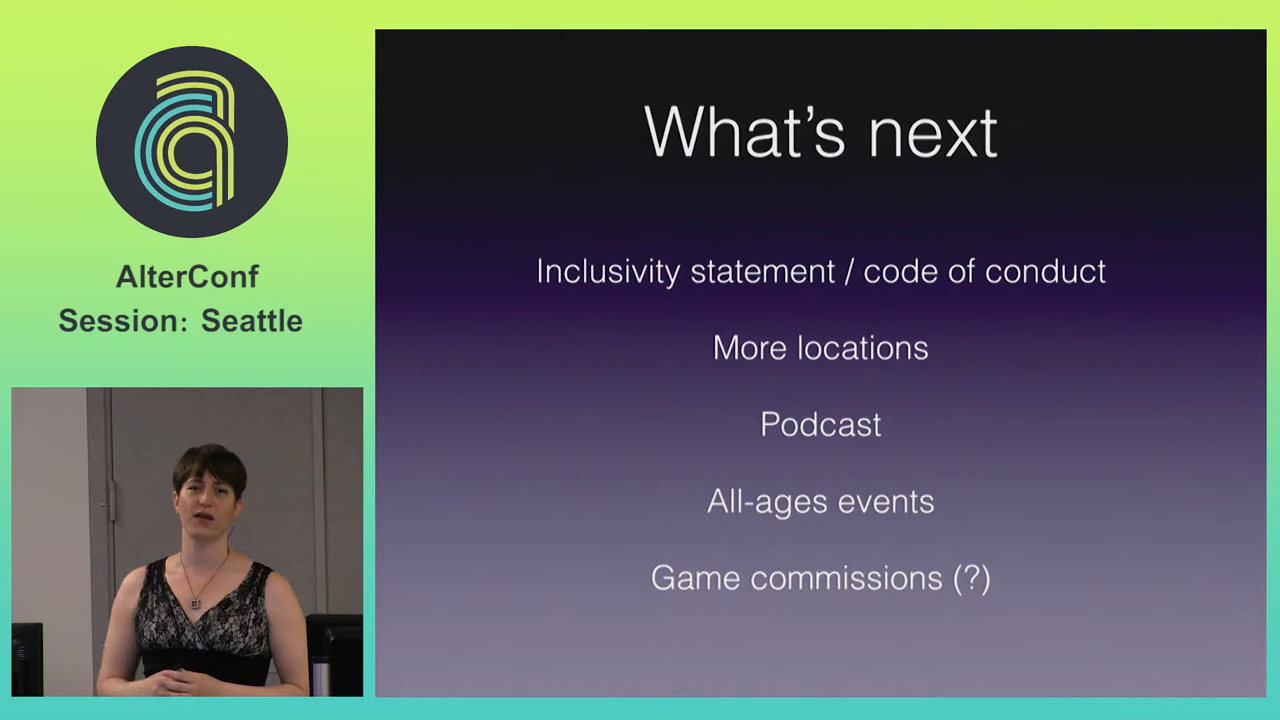 AlterConf
Session: Seattle
What's next
Inclusivity statement / code of conduct
More locations
Podcast
All-ages events
Game commissions (?)